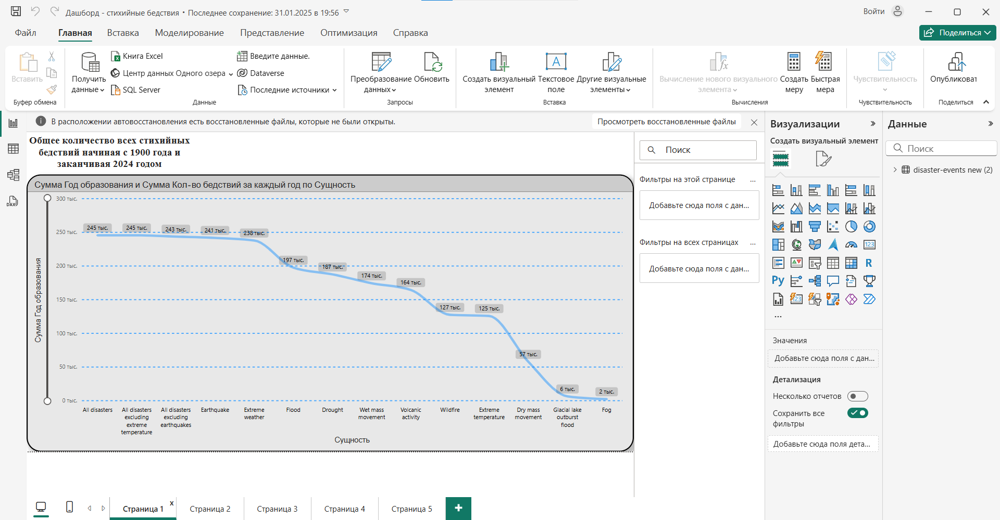 Дашборд - стихийные бедствия • Последнее сохранение: 31.01.2025 в 19:56
Войти
Файл
Главная
Вставка
Моделирование
Представление
Оптимизация
Справка
Поделиться
Вставить
Буфер обмена
Получить
данные
Книга Excel
Центр данных Одного озера
SQL Server
Введите данные.
Dataverse
Последние источники
Данные
Преобразование
данных
Обновить
Запросы
Создать визуальный
элемент
Текстовое
поле
Другие визуальные
элементы
Вставка
Вычисление нового визуального
элемента
Создать
меру
Быстрая
мера
Вычисления
Чувствительность
Чувствительность
Опубликоват
Поделиться
В расположении автовосстановления есть восстановленные файлы, которые не были открыты.
Просмотреть восстановленные файлы
Общее количество всех стихийных
бедствий начиная с 1900 года и
заканчивая 2024 годом
Сумма Год образования и Сумма Кол-во бедствий за каждый год по Сущность
Сумма Год образования
300 тыс.
250 тыс.
200 тыс.
150 тыс.
100 тыс.
50 тыс.
0 тыс.
245 тыс.
245 тыс.
243 тыс.
241 тыс.
238 тыс.
197 тыс.
187 тыс.
174 тыс.
164 тыс.
127 тыс.
125 тыс.
57 тыс.
6 тыс.
2 тыс.
All disasters
All disasters
excluding
extreme
temperature
All disasters
excluding
earthquakes
Earthquake
Extreme
weather
Flood
Drought
Wet mass
movement
Volcanic
activity
Wildfire
Extreme
temperature
Dry mass
movement
Glacial lake
outburst
flood
Fog
Сущность
Поиск
Фильтры на этой странице
...
Добавьте сюда поля с дан...
Фильтры на всех страницах
...
Добавьте сюда поля с дан...
Визуализации
Создать визуальный элемент
123
R
Py
123
...
Значения
Добавьте сюда поля с дан...
Детализация
Несколько отчетов
Сохранить все
фильтры
Добавьте сюда поля дета...
Данные
Поиск
disaster-events new (2)
DAX
Страница 1
x
Страница 2
Страница 3
Страница 4
Страница 5
+